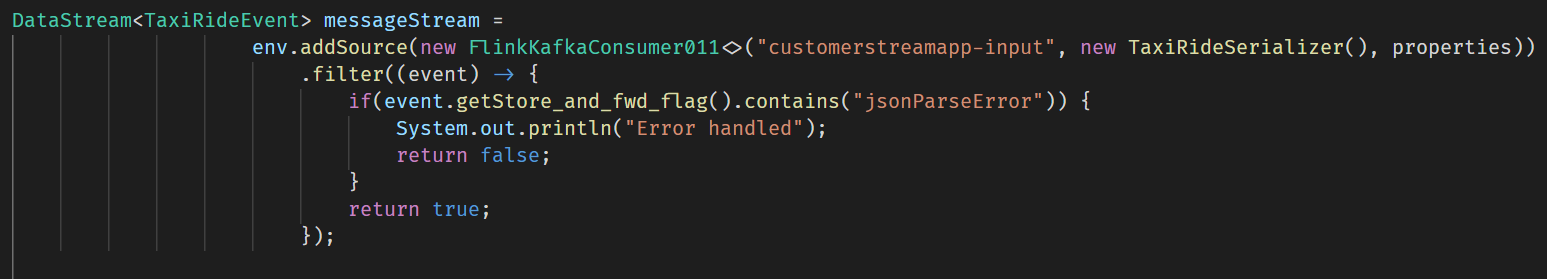 DataStream<TaxiRideEvent> messageStream =
env.addSource(new FlinkKafkaConsumer011<>("customerstreamapp-input", new TaxiRideSerializer(), properties))
.filter((event) -> {
if(event.getStore_and_fwd_flag().contains("jsonParseError")) {
System.out.println("Error handled");
return false;
}
return true;
});